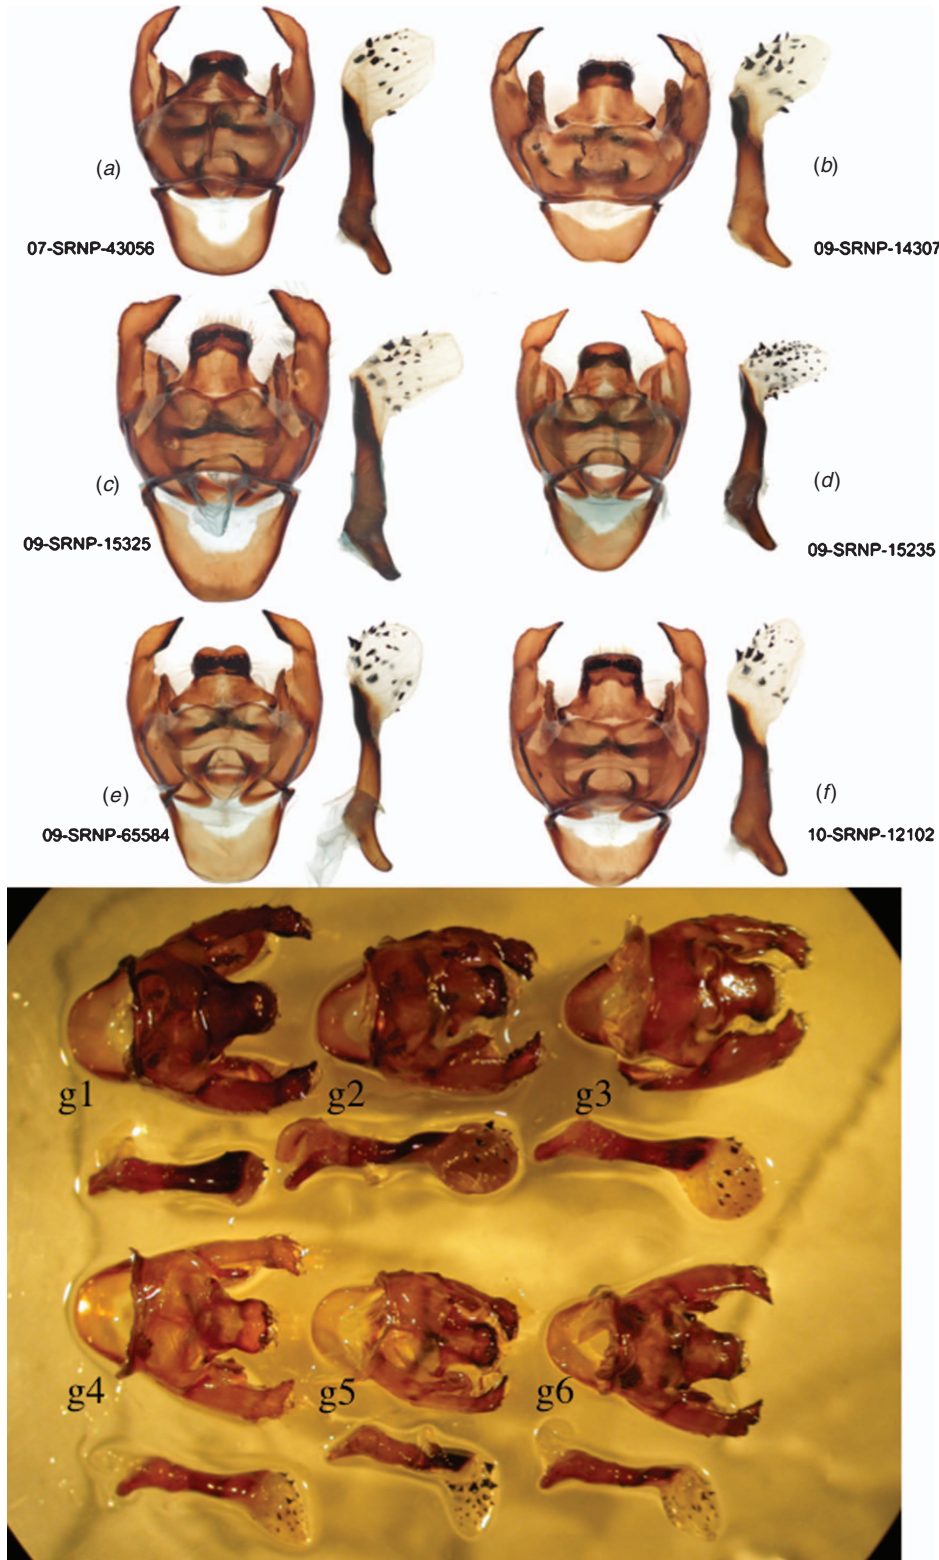 (a)
07-SRNP-43056
(b)
09-SRNP-14307
(c)
09-SRNP-15325
(d)
09-SRNP-15235
(e)
09-SRNP-65584
(f)
10-SRNP-12102
g1
g2
g3
g4
g5
g6